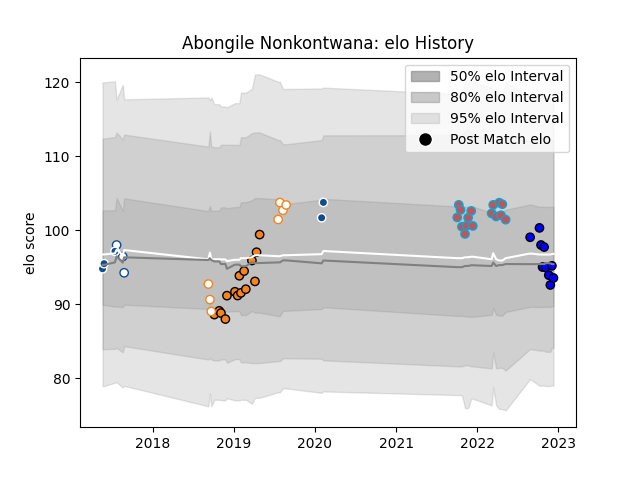 Abongile Nonkontwana: elo History
50% elo Interval
80% elo Interval
95% elo Interval
Post Match elo
elo score
120
110
100
90
80
2018
2019
2020
2021
2022
2023